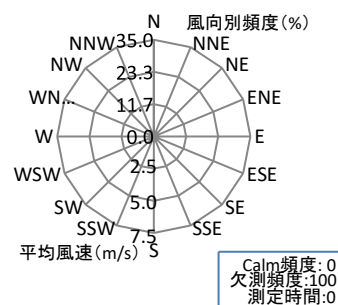 N 風向別頻度(%)
35.0
NNW NNE
NW 23.3 NE
WN... 11.7 ENE
W 0.0 E
WSW 2.5 ESE
SW 5.0 SE
SSW SSE
7.5
平均風速(m/s) S
Calm頻度: 0
欠測頻度:100
測定時間:0